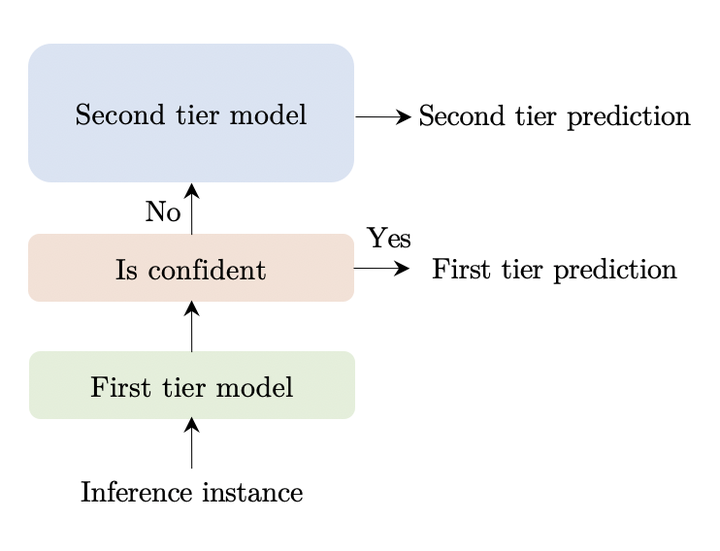 Second tier model
Second tier prediction
No
Yes
Is confident
First tier prediction
First tier model
Inference instance